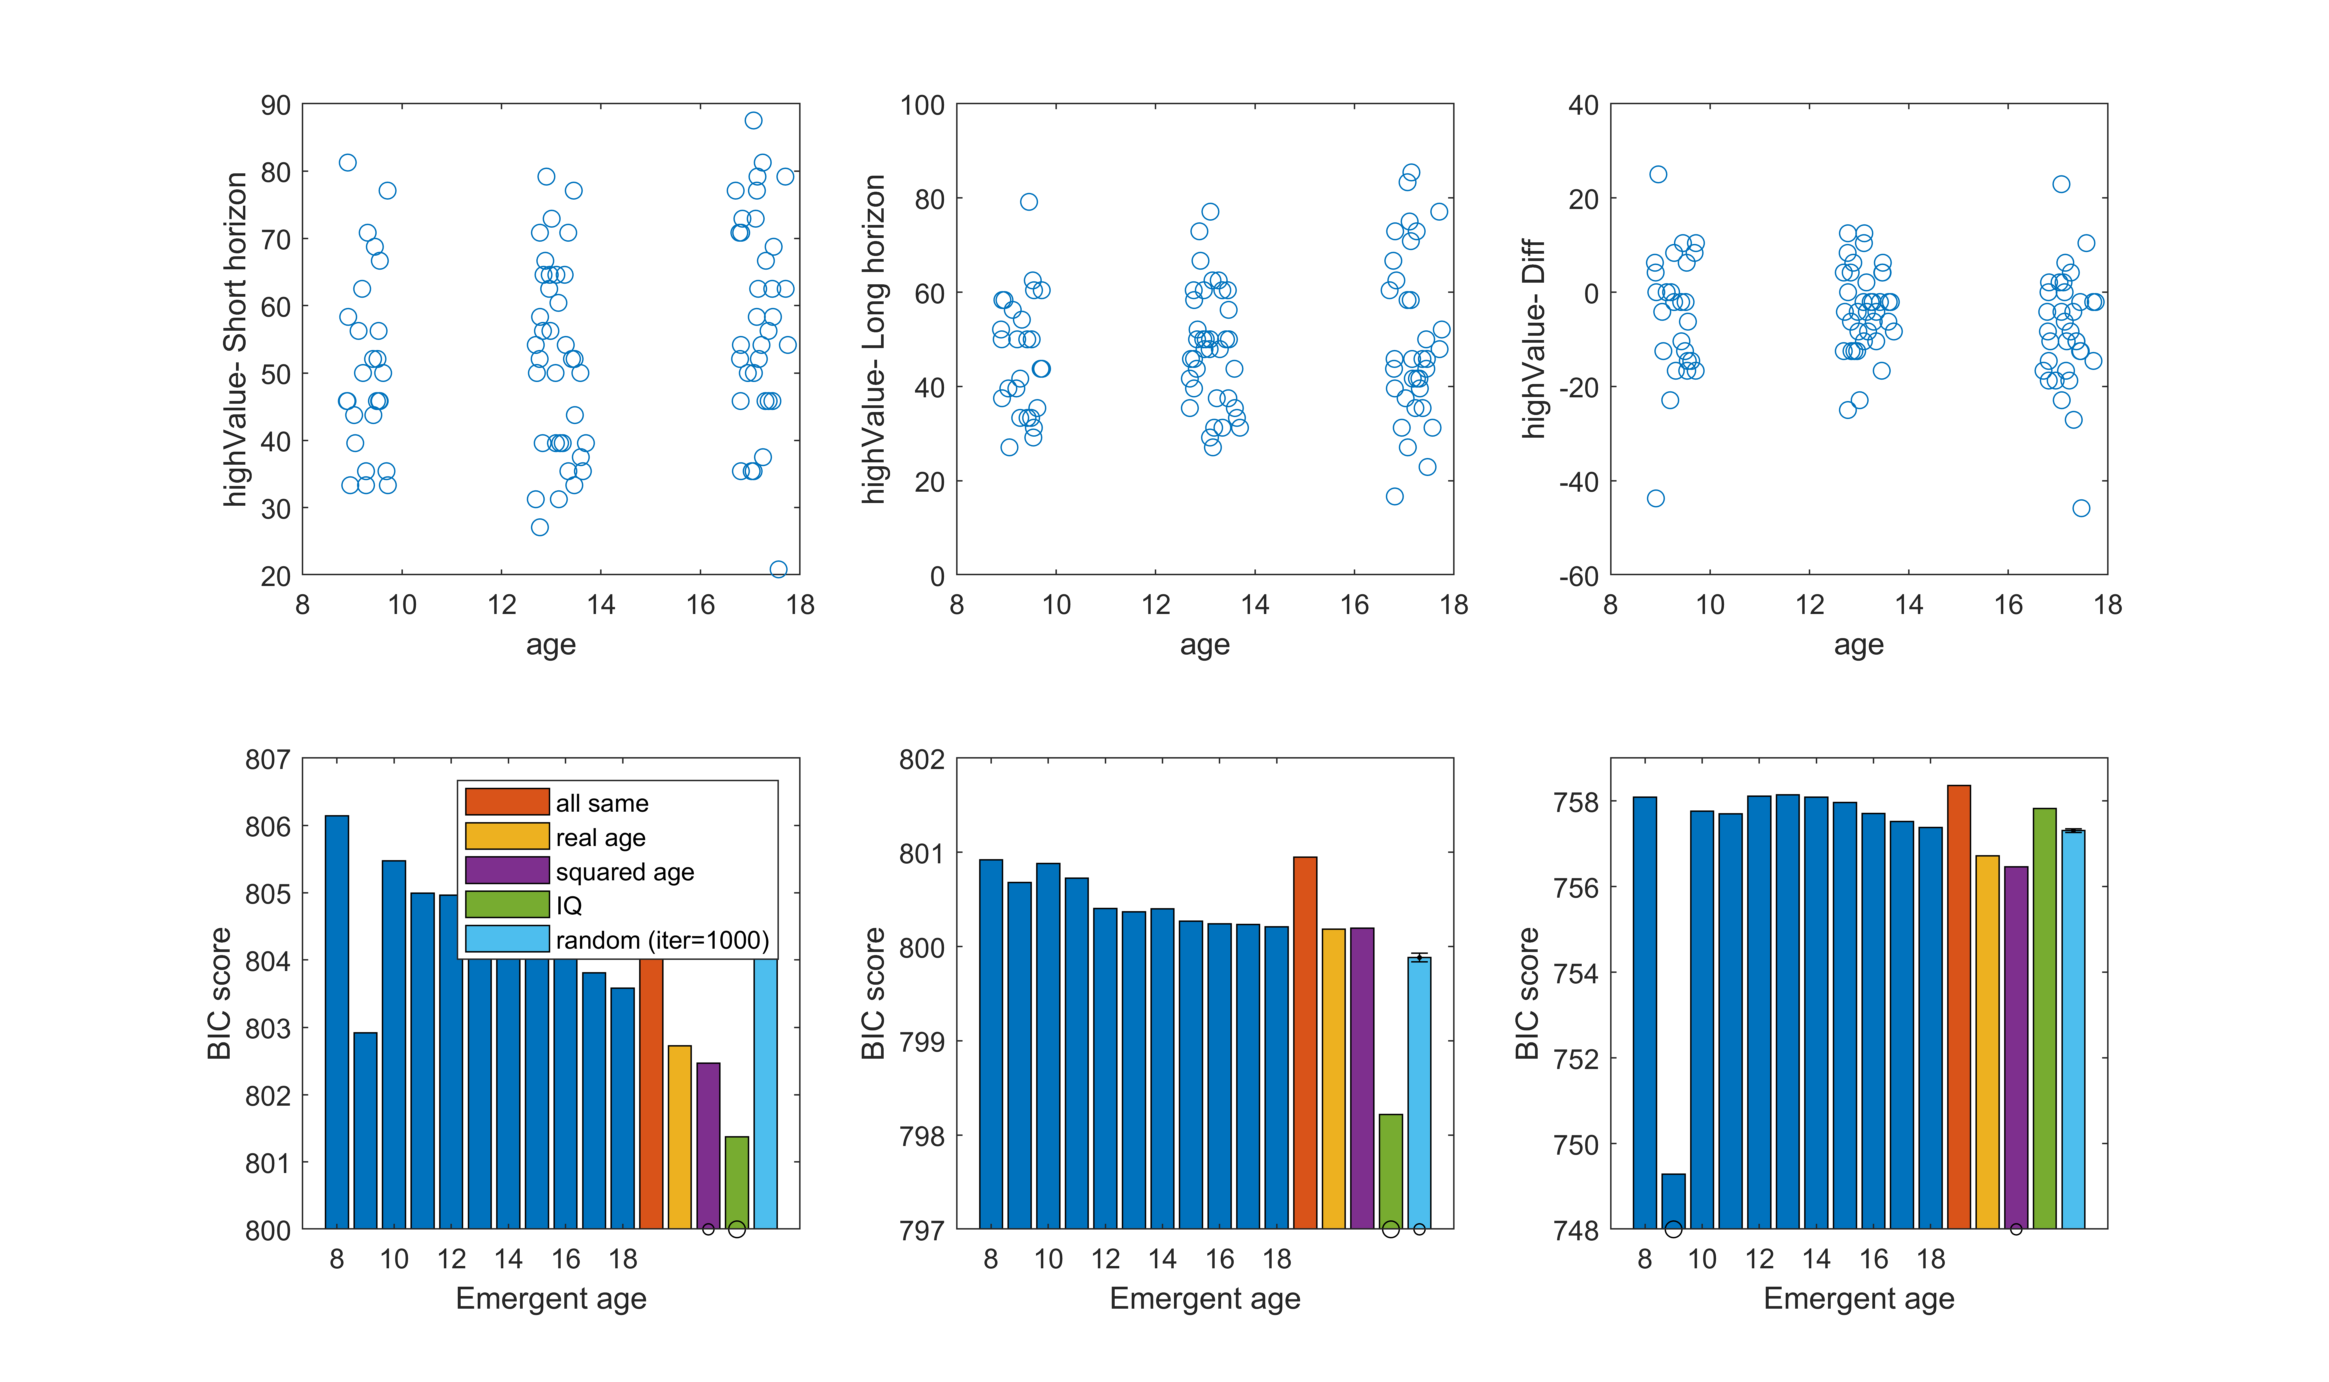 90
80
70
60
50
40
30
20
8 10 12 14 16 18
age
highValue- Short horizon
100
80
60
40
20
0
8 10 12 14 16 18
age
highValue- Long horizon
40
20
0
-20
-40
-60
8 10 12 14 16 18
age
highValue- Diff
807
806
805
804
803
802
801
800
8 10 12 14 16 18
Emergent age
BIC score
all same
real age
squared age
IQ
random (iter=1000)
802
801
800
799
798
797
8 10 12 14 16 18
Emergent age
BIC score
758
756
754
752
750
748
8 10 12 14 16 18
Emergent age
BIC score